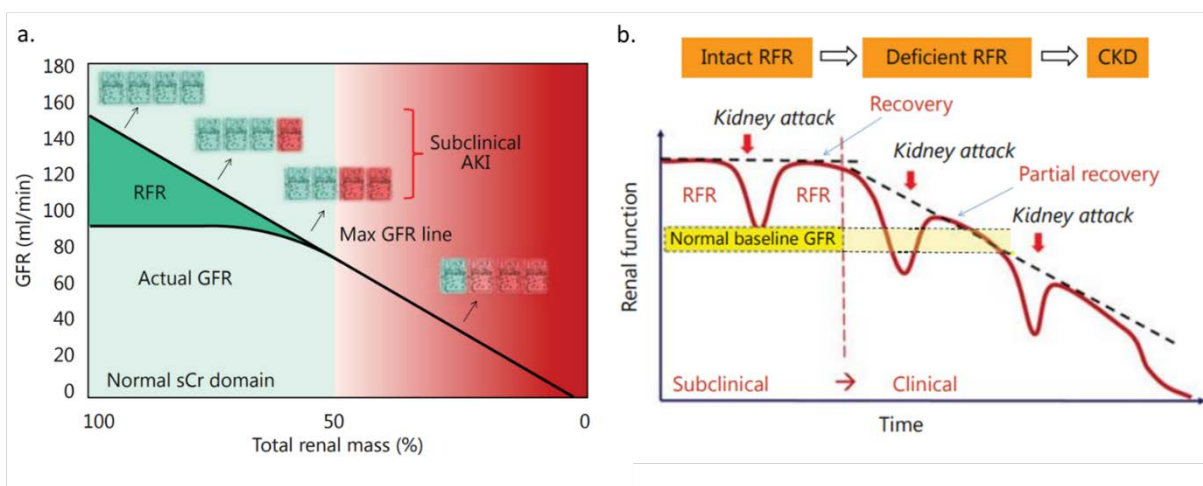 a.
GFR (ml/min)
180
160
140
120
100
80
60
40
20
0
RFR
Actual GFR
Normal sCr domain
Subclinical
AKI
Max GFR line
100
50
0
Total renal mass (%)
b.
Intact RFR
Deficient RFR
CKD
Recovery
Kidney attack
Kidney attack
Partial recovery
Kidney attack
RFR
RFR
Normal baseline GFR
Renal function
Subclinical
Clinical
Time